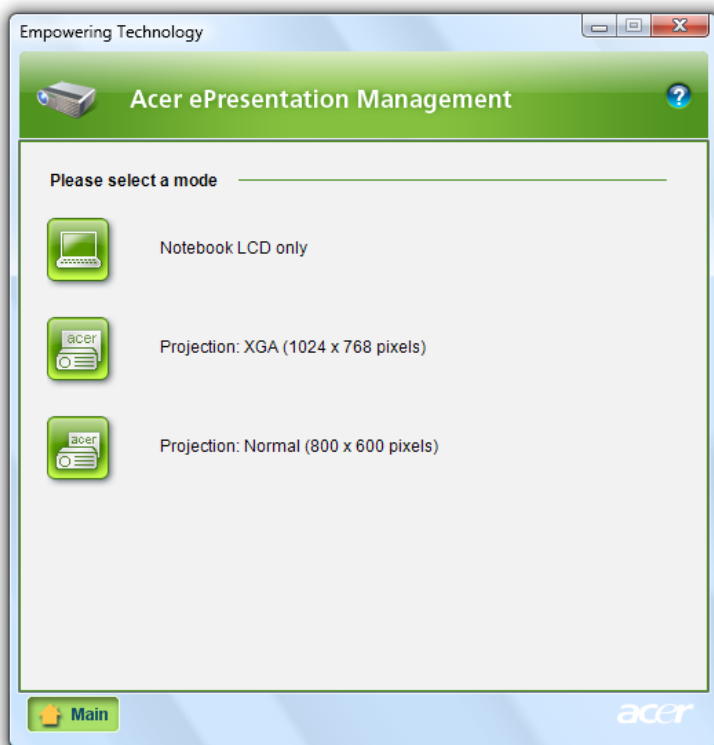 Empowering Technology
Acer ePresentation Management
?
Please select a mode
Notebook LCD only
acer
Projection: XGA (1024 x 768 pixels)
acer
Projection: Normal (800 x 600 pixels)
Main
acer